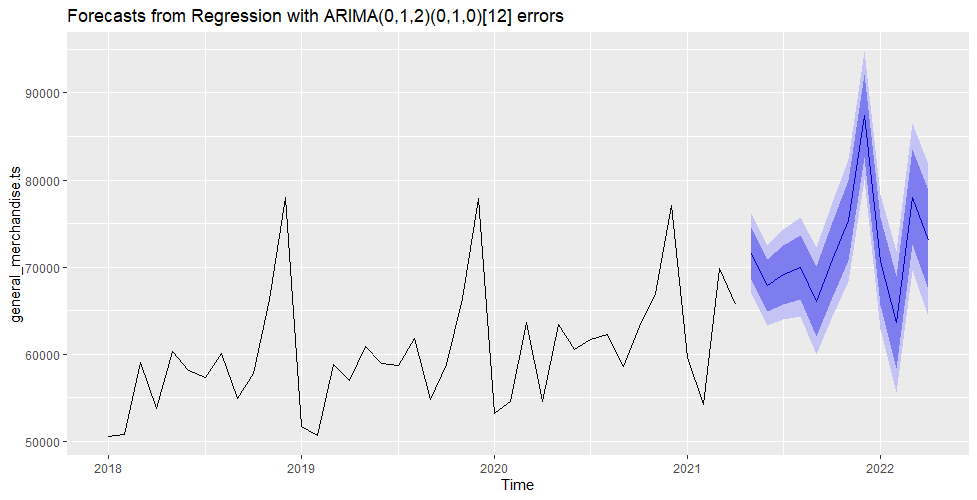 Forecasts from Regression with ARIMA(0,1,2)(0,1,0)[12] errors
general_merchandise.ts
90000
80000
70000
60000
50000
2018 2019 2020 2021 2022
Time